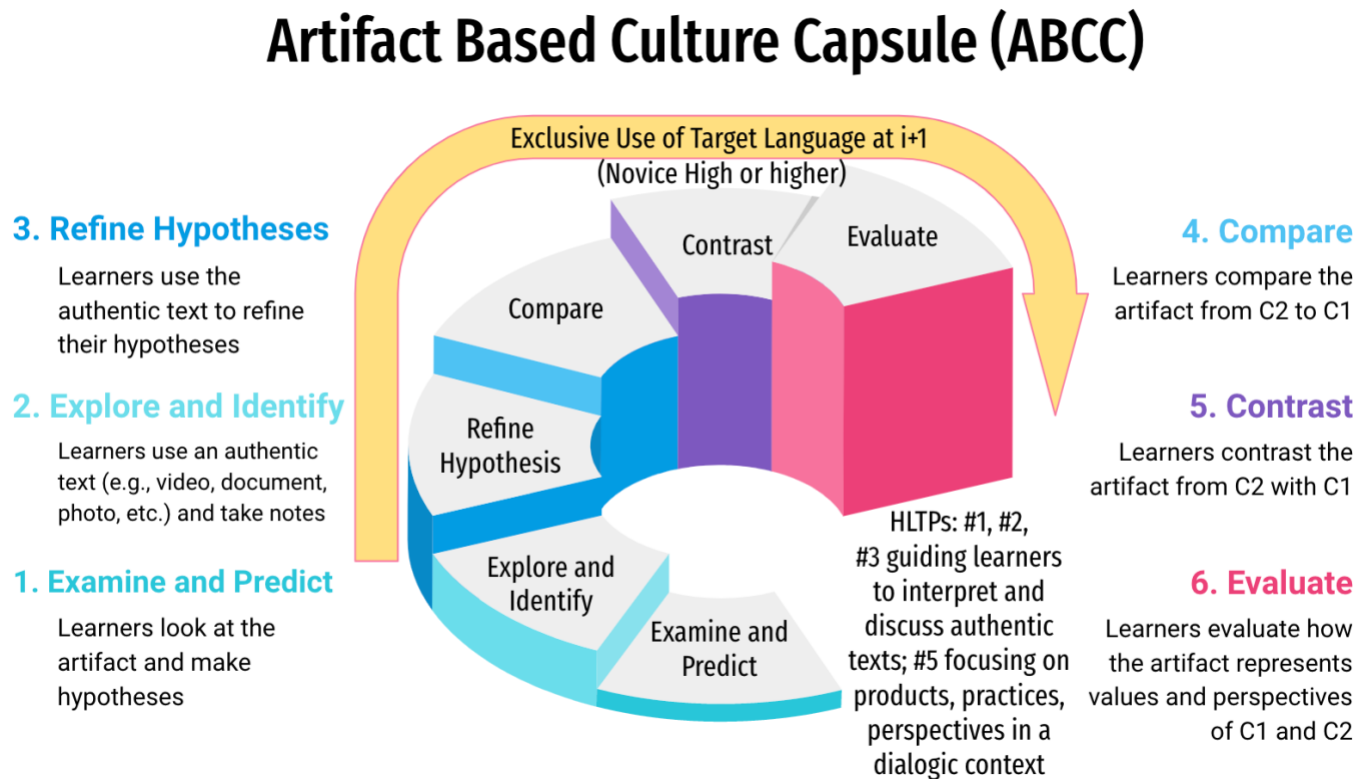 Artifact Based Culture Capsule (ABCC)
Exclusive Use of Target Language at i+1
(Novice High or higher)
3. Refine Hypotheses
Learners use the
authentic text to refine
their hypotheses
2. Explore and Identify
Learners use an authentic
text (e.g., video, document,
photo, etc.) and take notes
1. Examine and Predict
Learners look at the
artifact and make
hypotheses
Contrast
Evaluate
Compare
Refine
Hypothesis
Explore and
Identify
Examine and
Predict
HLTPs: #1, #2,
#3 guiding learners
to interpret and
discuss authentic
texts; #5 focusing on
products, practices,
perspectives in a
dialogic context
4. Compare
Learners compare the
artifact from C2 to C1
5. Contrast
Learners contrast the
artifact from C2 with C1
6. Evaluate
Learners evaluate how
the artifact represents
values and perspectives
of C1 and C2